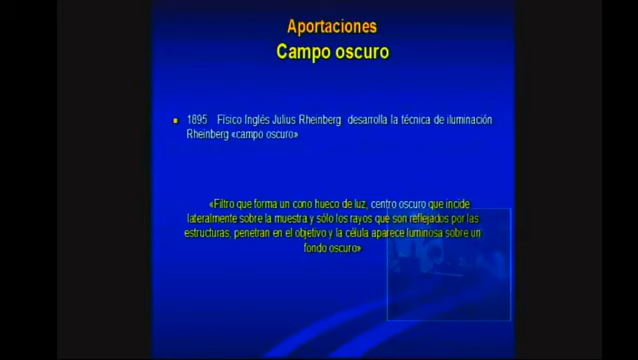 Aportaciones
Campo oscuro
1895 Físico Inglés Julius Rheinberg desarrolla la técnica de iluminación
Rheinberg «campo oscuro»
«Filtro que forma un cono hueco de luz, centro oscuro que incide
lateralmente sobre la muestra y sólo los rayos que son reflejados por las
estructuras, penetran en el objetivo y la célula aparece luminosa sobre un
fondo oscuro»